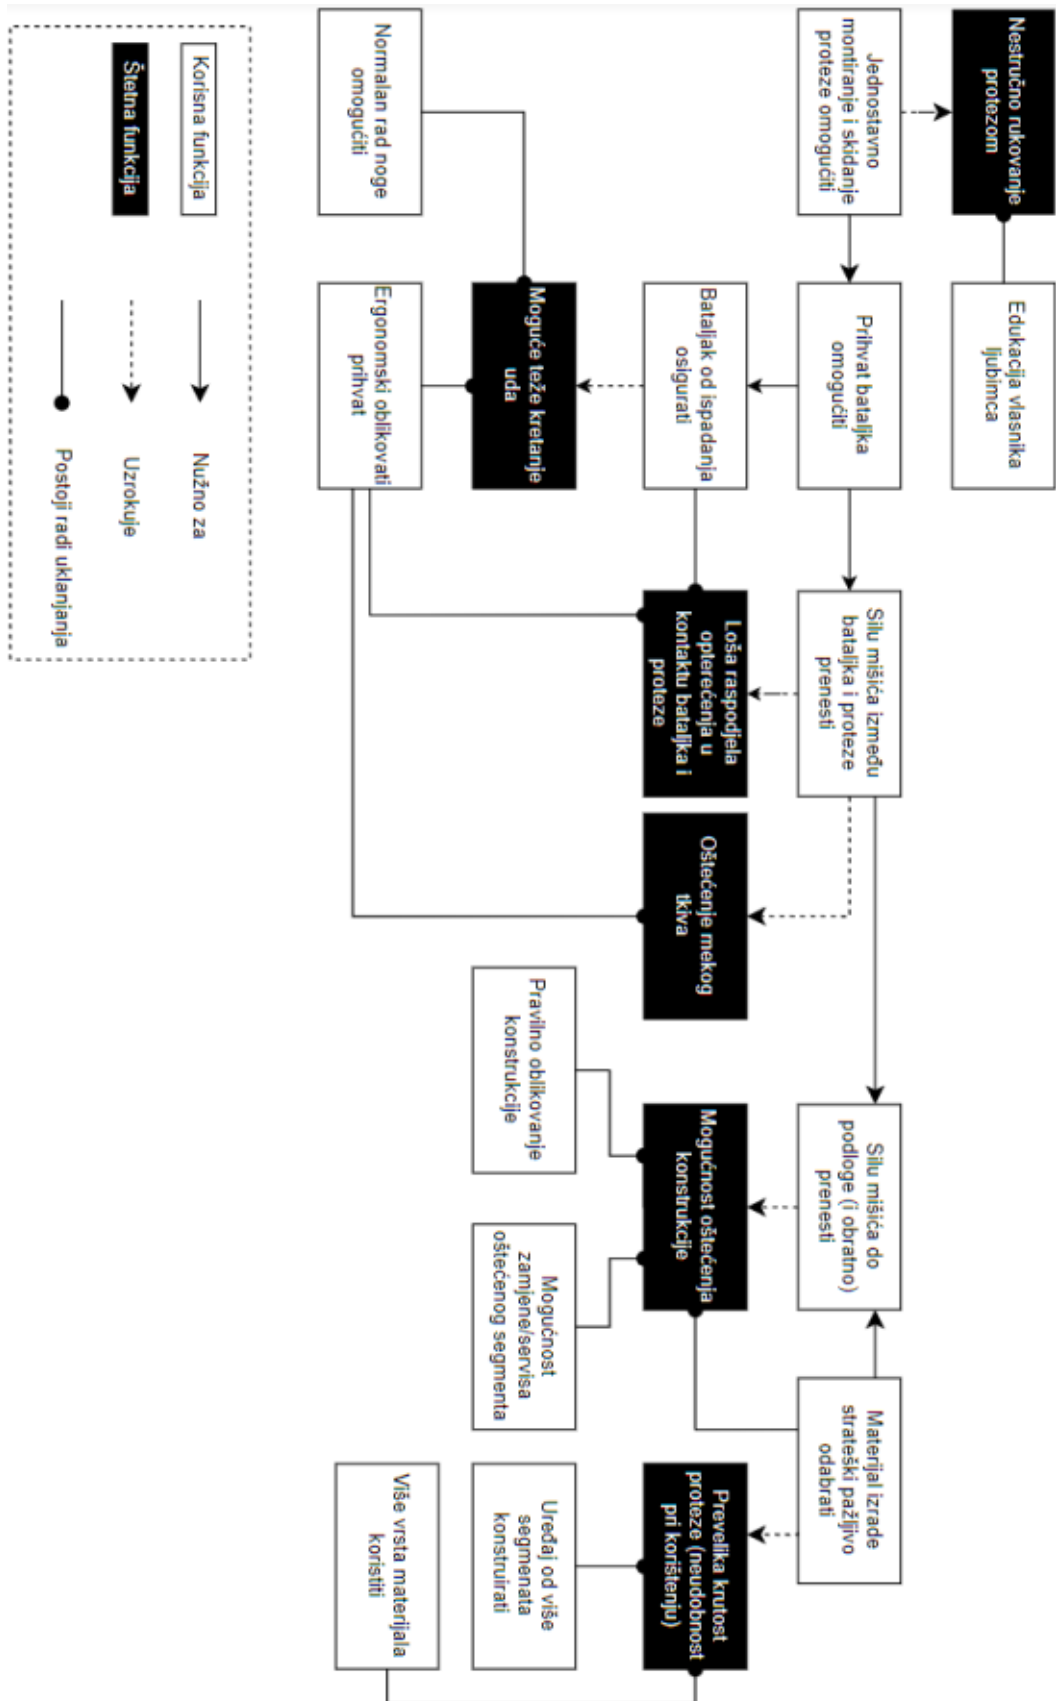 Nestručno rukovanje
protezom
Edukacija vlasnika
ljubimca
Jednostavno
montiranje i skidanje
proteze omogućiti
Prihvat bataljka
omogućiti
Silu mišića između
bataljka i proteze
prenesti
Silu mišića do
podloge (i obratno)
prenesti
Materijal izrade
strateški pažljivo
odabrati
Bataljak od ispadanja
osigurati
Loša raspodjela
opterećenja u
kontaktu bataljka i
proteze
Oštećenje mekog
tkiva
Mogućnost oštećenja
konstrukcije
Prevelika krutost
proteze (neudobnost
pri korištenju)
Moguće teže kretanje
uda
Pravilno oblikovanje
konstrukcije
Mogućnost
zamjene/servisa
oštećenog segmenta
Uređaj od više
segmenata
konstruirati
Normalan rad noge
omogućiti
Ergonomski oblikovati
prihvat
Više vrsta materijala
koristiti
Korisna funkcija
Nužno za
Štetna funkcija
Uzrokuje
Postoji radi uklanjanja